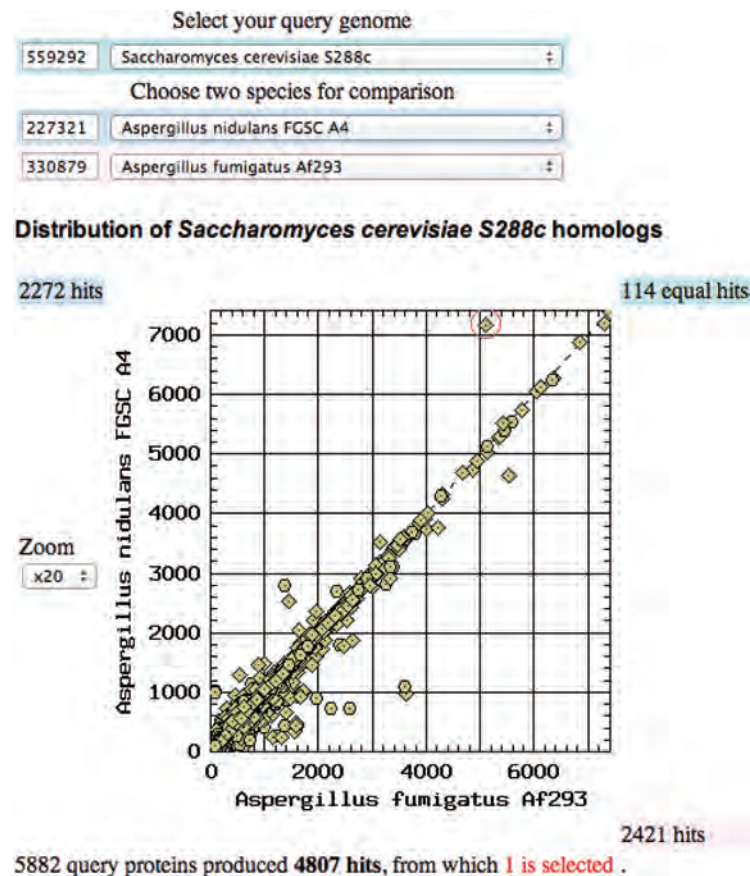 Select your query genome
559292 Saccharomyces cerevisiae S288c
Choose two species for comparison
227321 Aspergillus nidulans FGSC A4
330879 Aspergillus fumigatus Af293
Distribution of Saccharomyces cerevisiae S288c homologs
2272 hits
114 equal hits
Aspergillus nidulans FGSC A4
7000
6000
5000
4000
3000
2000
1000
0
Zoom
x20
0 2000 4000 6000
Aspergillus fumigatus Af293
2421 hits
5882 query proteins produced 4807 hits, from which 1 is selected .